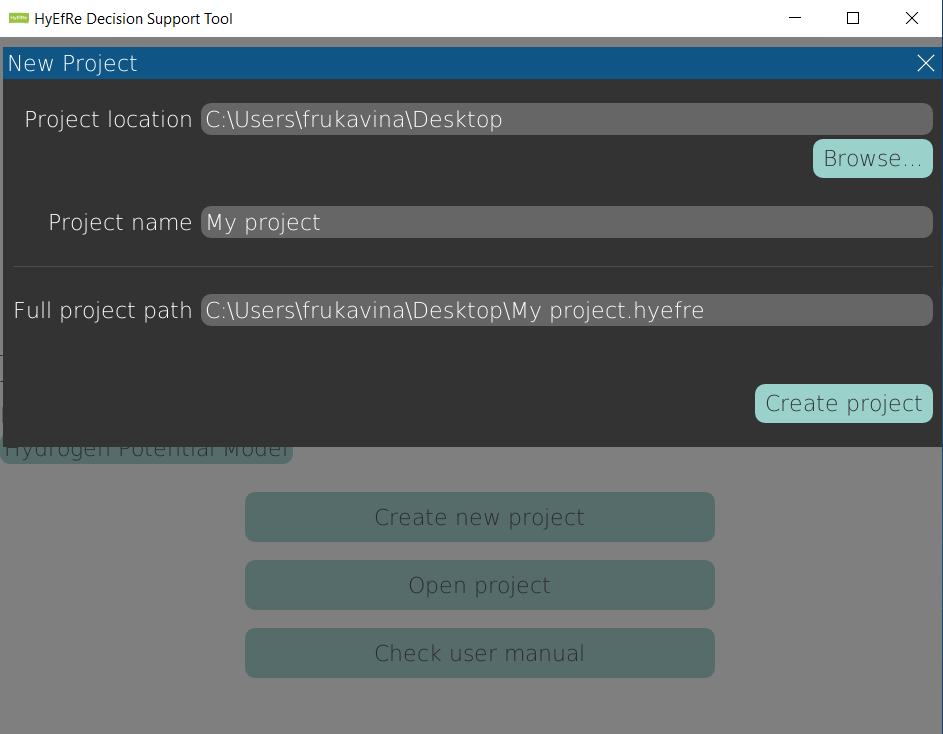 HyEfRe HyEfRe Decision Support Tool
New Project
Project location C:\Users\frukavina\Desktop
Browse...
Project name My project
Full project path C:\Users\frukavina\Desktop\My project.hyefre
Create project
Hydrogen Potential Model
Create new project
Open project
Check user manual